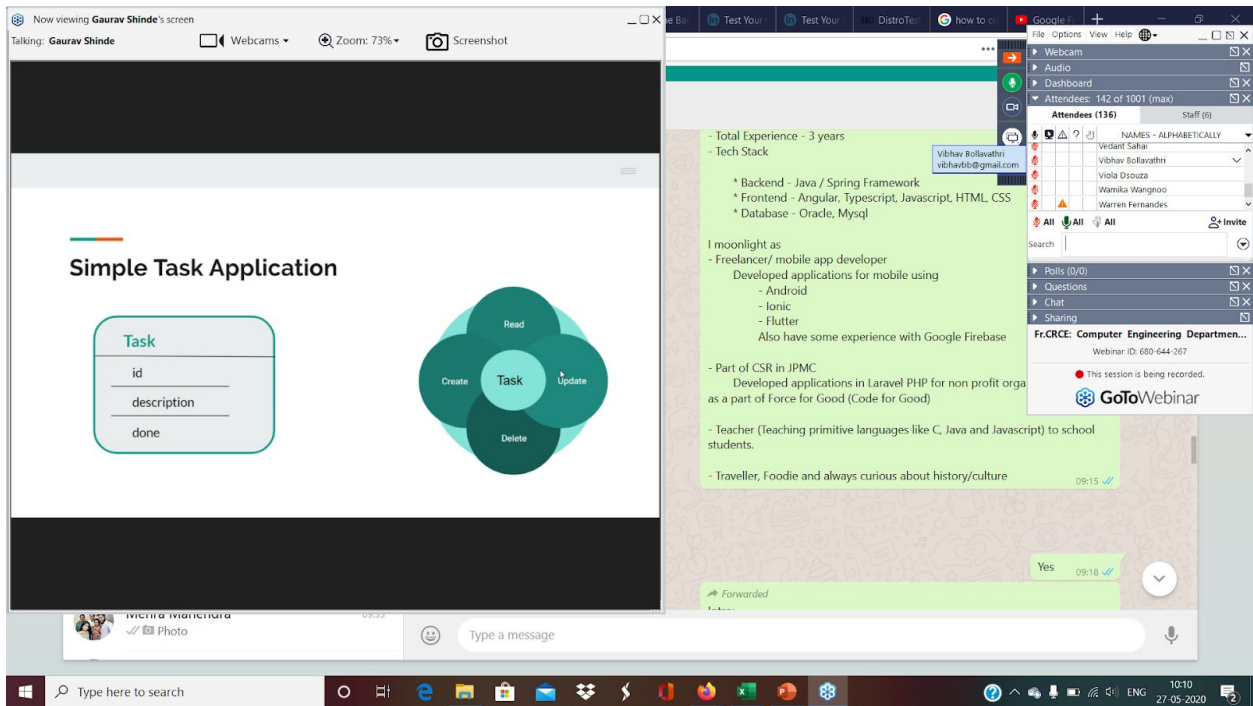 Now viewing Gaurav Shinde's screen
Talking: Gaurav Shinde
Webcams
Zoom: 73%
Screenshot
Simple Task Application
Task
id
description
done
Read
Create
Task
Update
Delete
Test Your
Test Your
DistroTes
how to c
Google F
- Total Experience - 3 years
- Tech Stack
* Backend - Java / Spring Framework
* Frontend - Angular, Typescript, Javascript, HTML, CSS
* Database - Oracle, Mysql
I moonlight as
- Freelancer/ mobile app developer
Developed applications for mobile using
- Android
- Ionic
- Flutter
Also have some experience with Google Firebase
- Part of CSR in JPMC
Developed applications in Laravel PHP for non profit orga
as a part of Force for Good (Code for Good)
- Teacher (Teaching primitive languages like C, Java and Javascript) to school
students.
- Traveller, Foodie and always curious about history/culture
09:15
Yes
09:18
Forwarded
Vibhav Bollavathri
vibhavbb@gmail.com
File Options View Help
Webcam
Audio
Dashboard
Attendees: 142 of 1001 (max)
Attendees (136) Staff (6)
NAMES - ALPHABETICALLY
Vedant Sahai
Vibhav Bollavathri
Viola Dsouza
Wamika Wangnoo
Warren Fernandes
All All All Invite
Search
Polls (0/0)
Questions
Chat
Sharing
Fr.CRCE: Computer Engineering Departmen...
Webinar ID: 680-644-267
This session is being recorded.
GoToWebinar
Photo
Type a message
Type here to search
ENG
10:10
27-05-2020